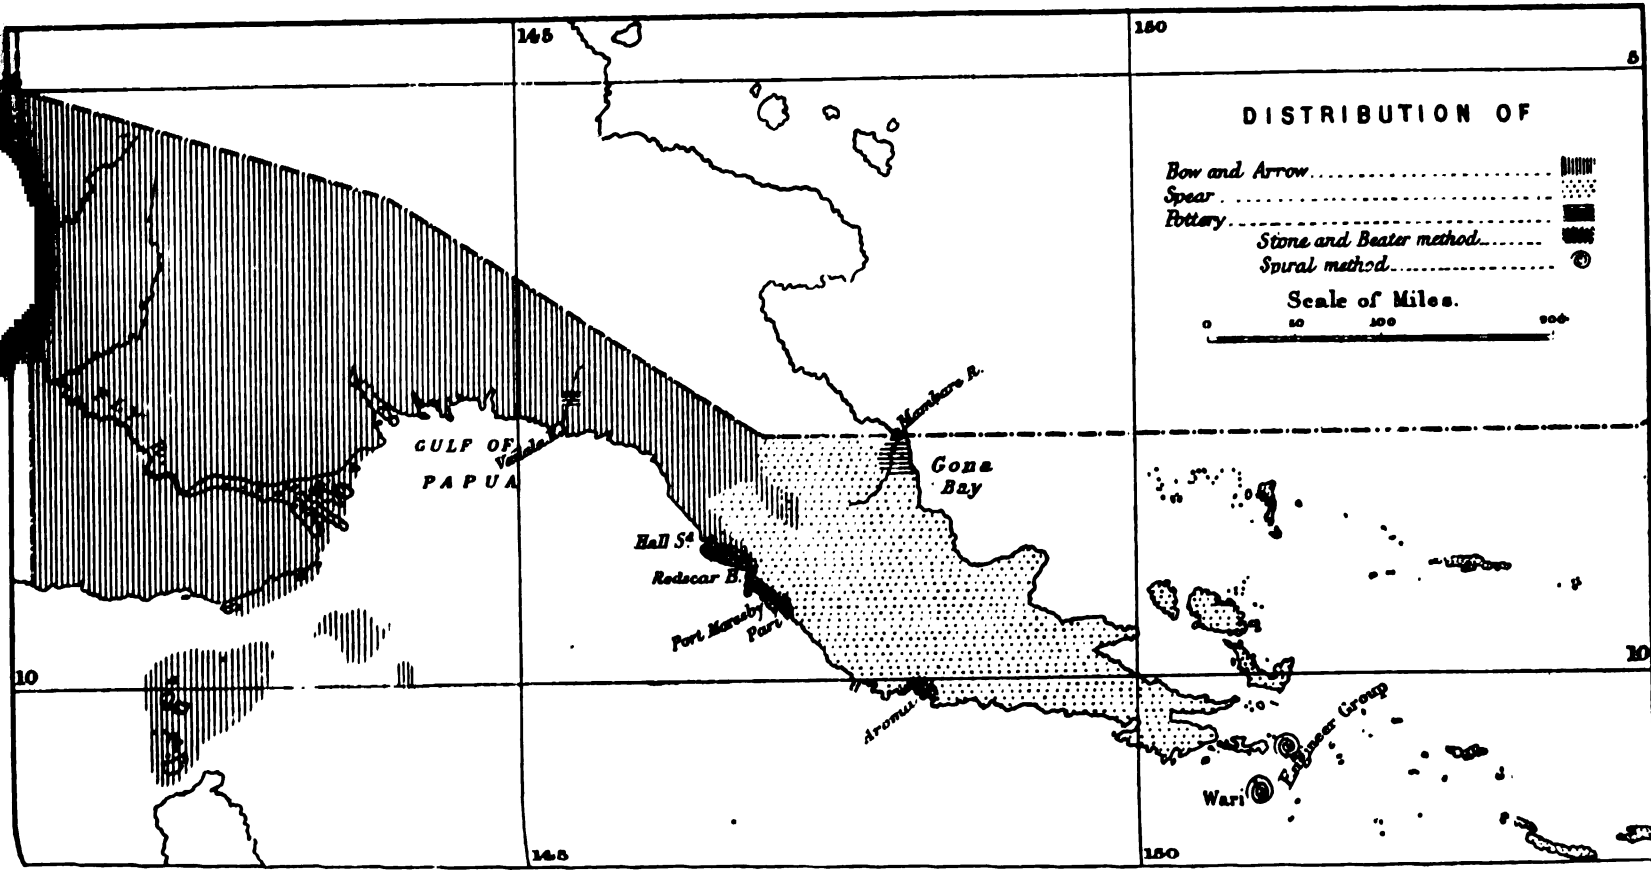 145
150
5
DISTRIBUTION OF
Bow and Arrow
Spear
Pottery
Stone and Beater method
Spiral method
Scale of Miles.
0 50 100 200
Mambare R.
GULF OF
PAPUA
Gona
Bay
Hall Sd.
Redscar B.
Port Moresby
Pari
10
10
Aroma
Engineer Group
Wari
145
150